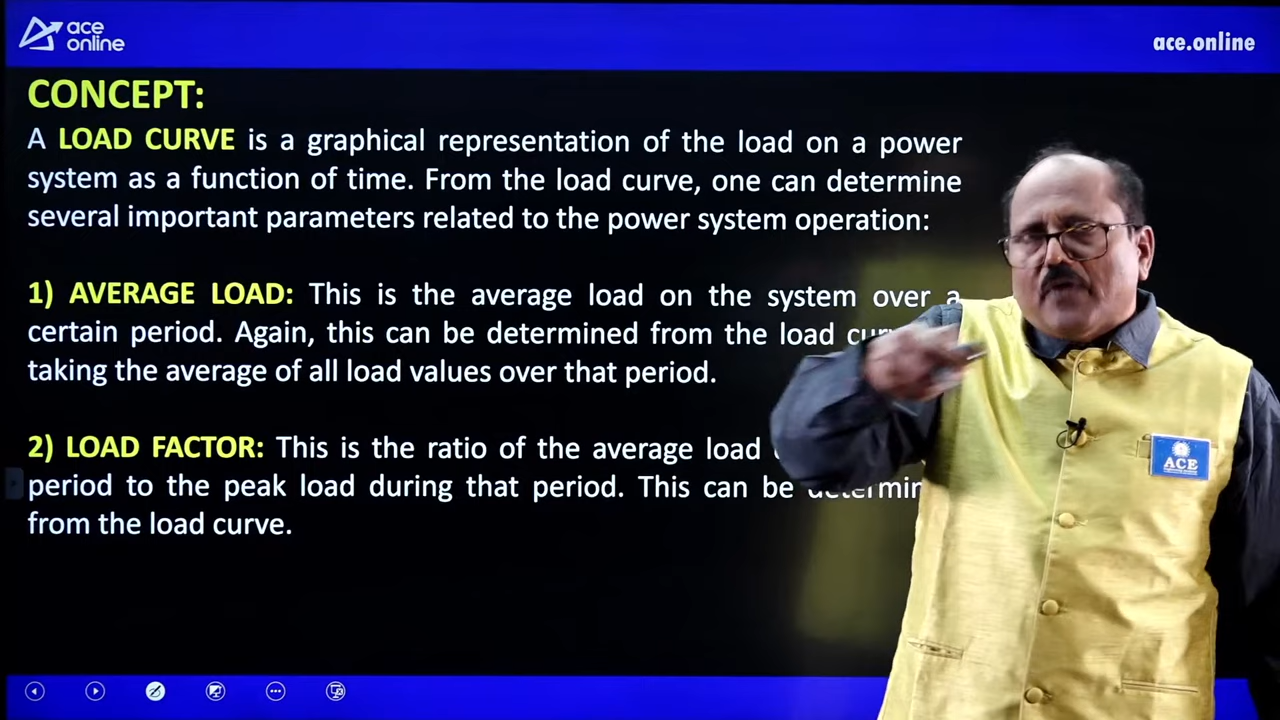 ace
online
ace.online
CONCEPT:
A LOAD CURVE is a graphical representation of the load on a power
system as a function of time. From the load curve, one can determine
several important parameters related to the power system operation:
1) AVERAGE LOAD: This is the average load on the system over a
certain period. Again, this can be determined from the load
taking the average of all load values over that period.
2) LOAD FACTOR: This is the ratio of the average load
period to the peak load during that period. This can be
from the load curve.
ACE